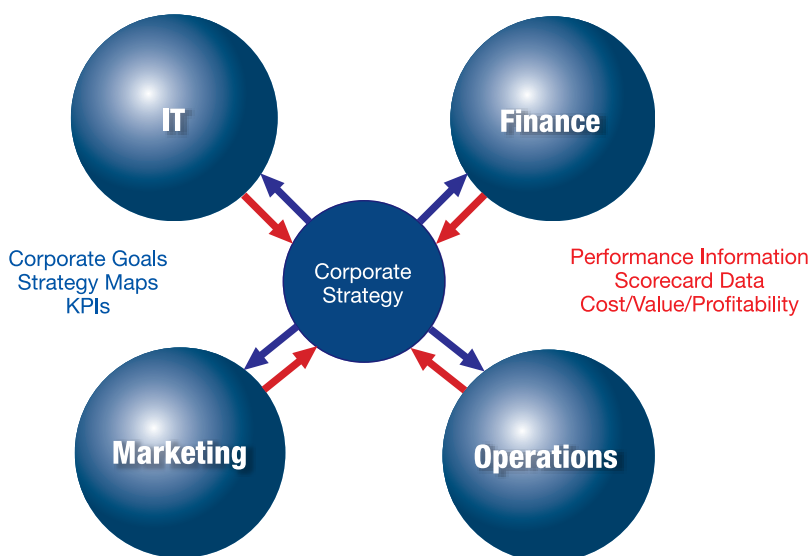 IT
Finance
Corporate Goals
Strategy Maps
KPIs
Corporate
Strategy
Performance Information
Scorecard Data
Cost/Value/Profitability
Marketing
Operations